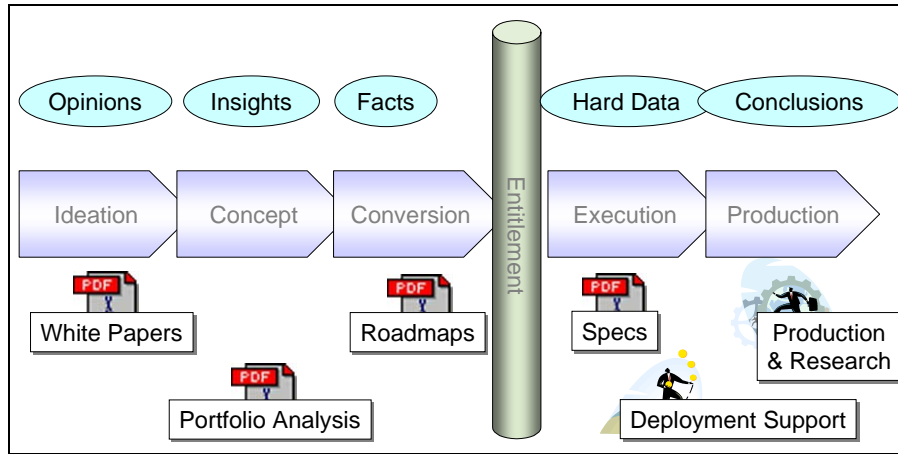 Opinions
Insights
Facts
Hard Data
Conclusions
Ideation
Concept
Conversion
Entitlement
Execution
Production
PDF
White Papers
PDF
Roadmaps
PDF
Specs
Production
& Research
PDF
Portfolio Analysis
Deployment Support